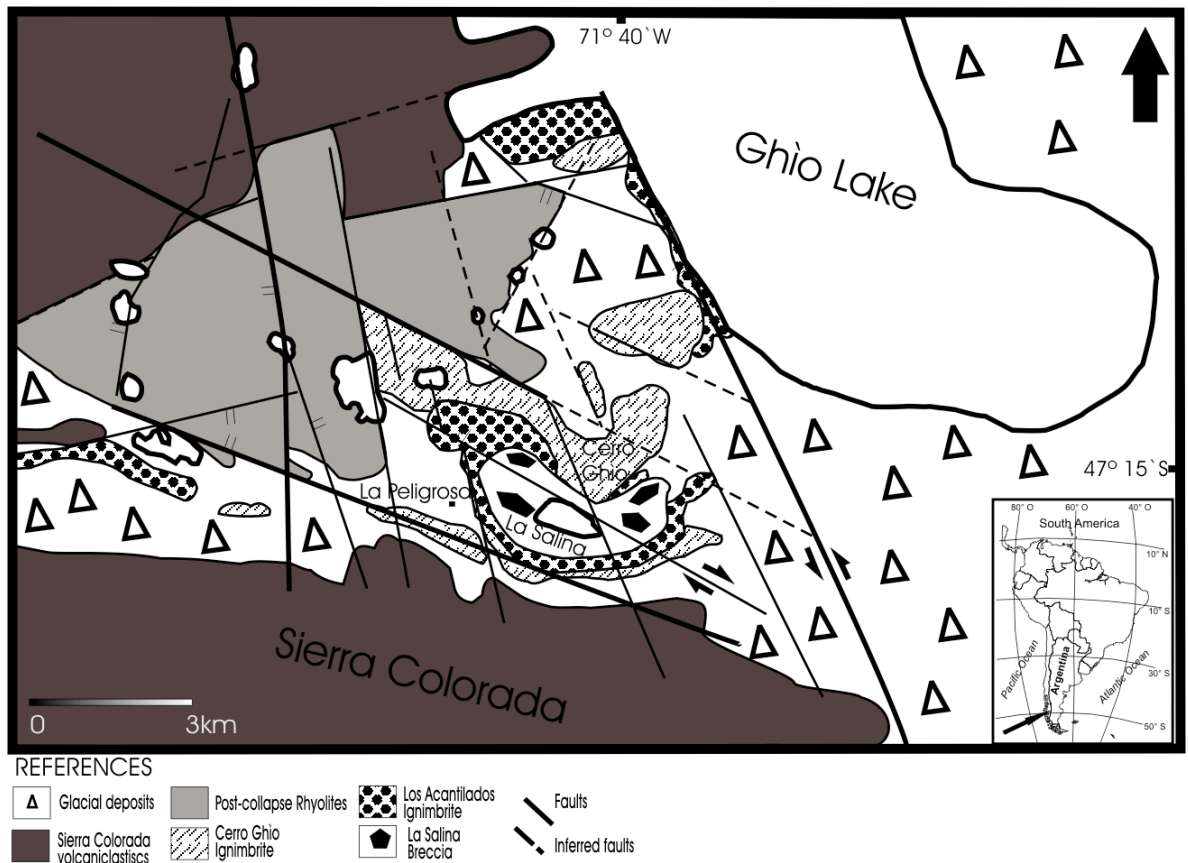 71° 40`W
Ghìo Lake
Cerro
Ghìo
47° 15`S
La Peligrosa
La Salina
Sierra Colorada
0 3km
80° O 60° O 40° O
South America
10° N
10° S
30° S
50° S
Pacific Ocean
Argentina
Atlantic Ocean
REFERENCES
Glacial deposits
Sierra Colorada
volcaniclastiscs
Post-collapse Rhyolites
Cerro Ghìo
Ignimbrite
Los Acantilados
Ignimbrite
La Salina
Breccia
Faults
Inferred faults